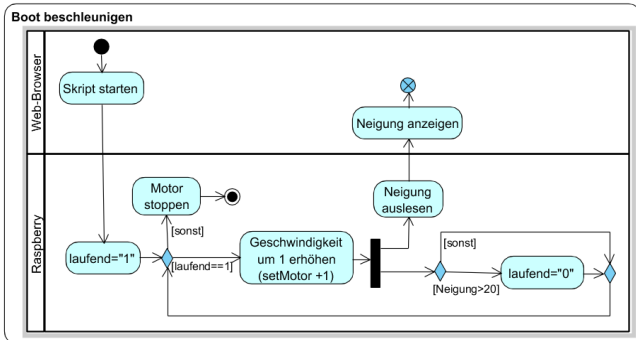 Boot beschleunigen
Web-Browser
Skript starten
Neigung anzeigen
Raspberry
Motor
stoppen
Neigung
auslesen
[sonst]
laufend="1"
[laufend==1]
Geschwindigkeit
um 1 erhöhen
(setMotor +1)
[sonst]
[Neigung>20]
laufend="0"